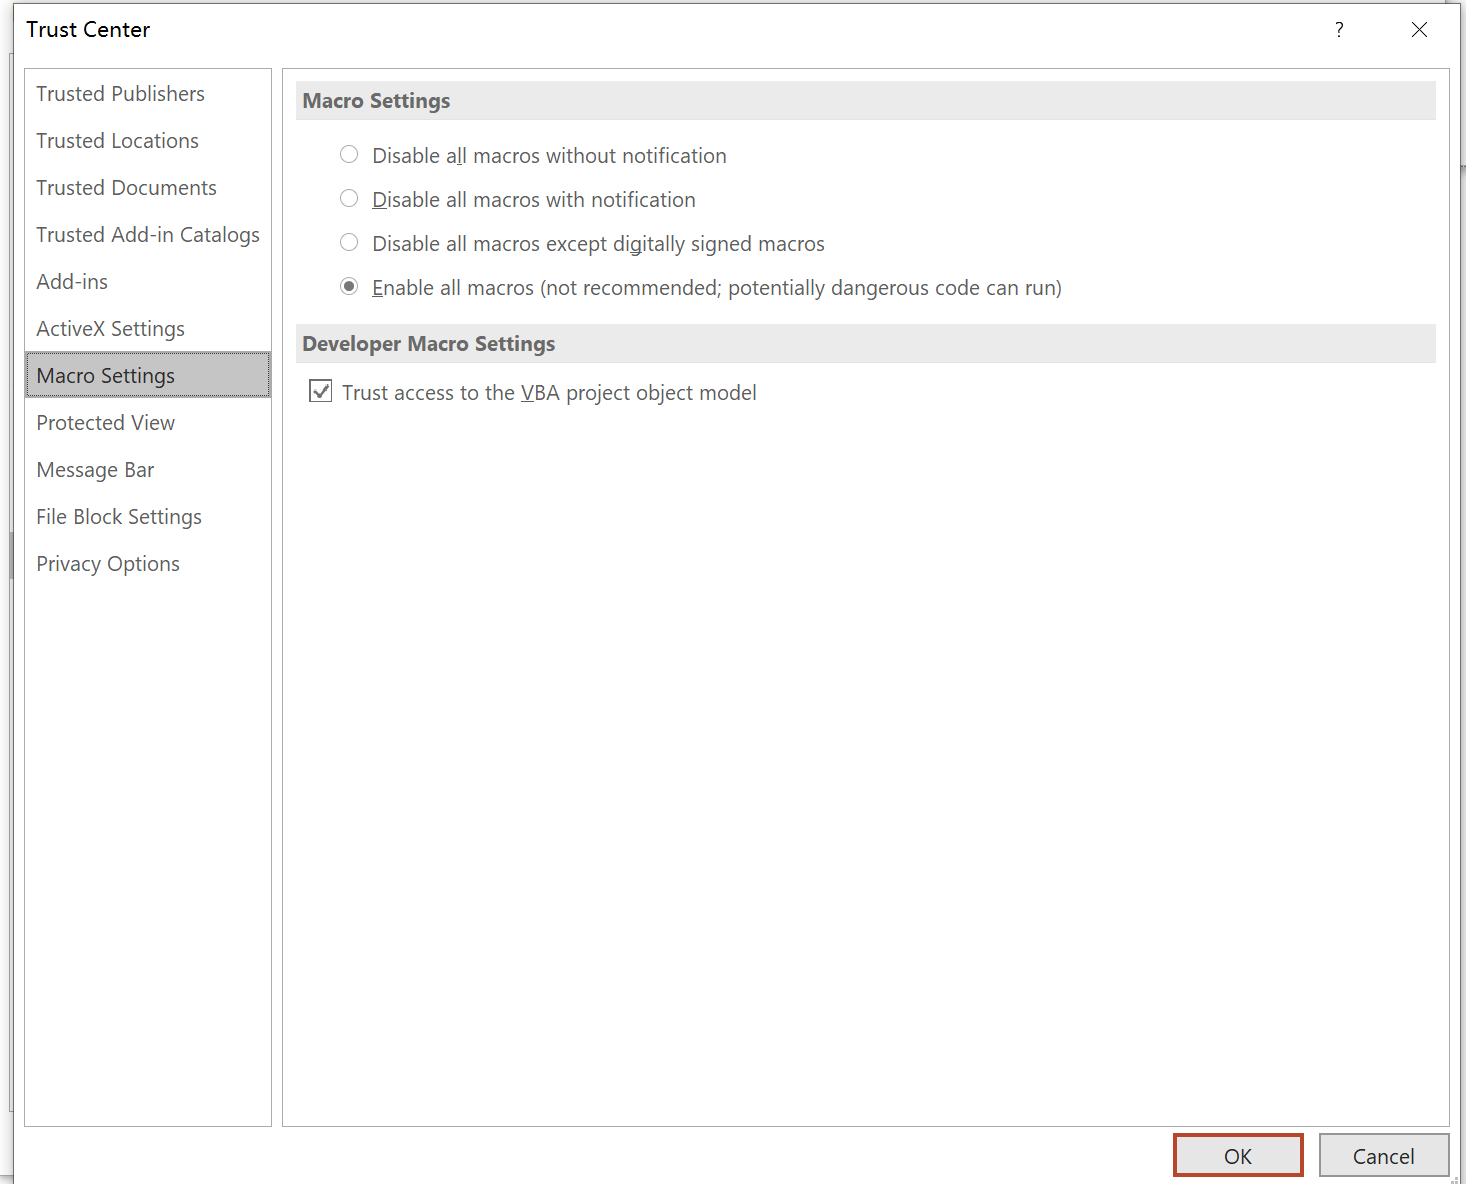 Trust Center
?
Trusted Publishers
Trusted Locations
Trusted Documents
Trusted Add-in Catalogs
Add-ins
ActiveX Settings
Macro Settings
Protected View
Message Bar
File Block Settings
Privacy Options
Macro Settings
Disable all macros without notification
Disable all macros with notification
Disable all macros except digitally signed macros
Enable all macros (not recommended; potentially dangerous code can run)
Developer Macro Settings
Trust access to the VBA project object model
OK
Cancel